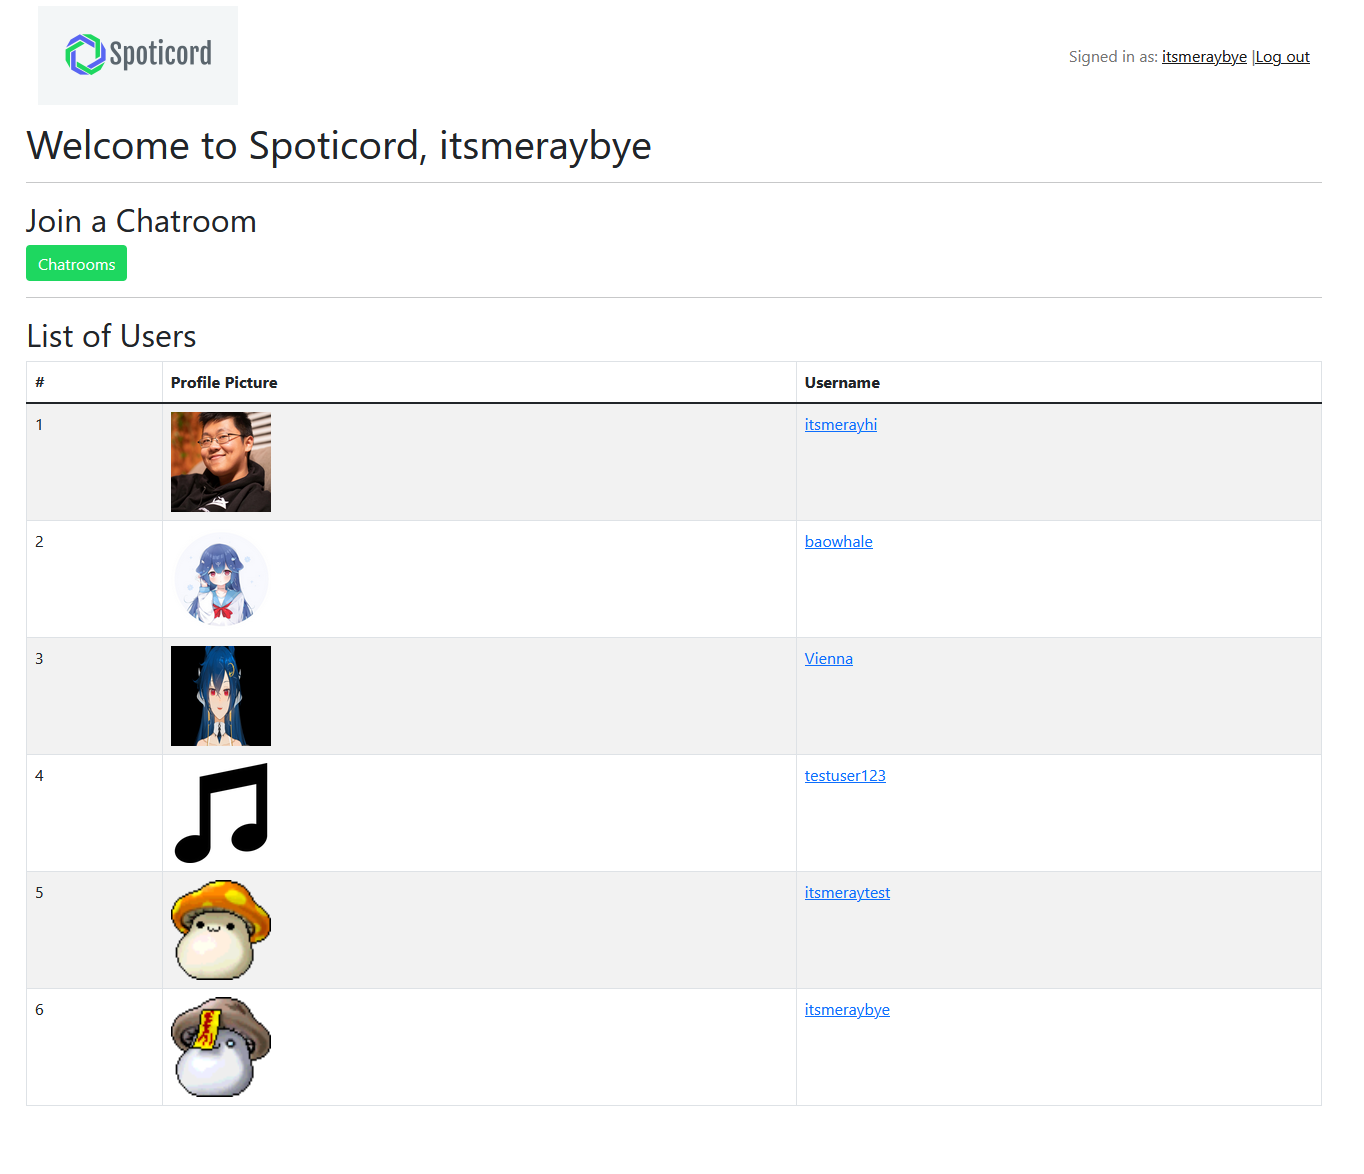 Spoticord
Signed in as: itsmeraybye |Log out
Welcome to Spoticord, itsmeraybye
Join a Chatroom
Chatrooms
List of Users
# Profile Picture Username
1 itsmerayhi
2 baowhale
3 Vienna
4 testuser123
5 itsmeraytest
6 itsmeraybye